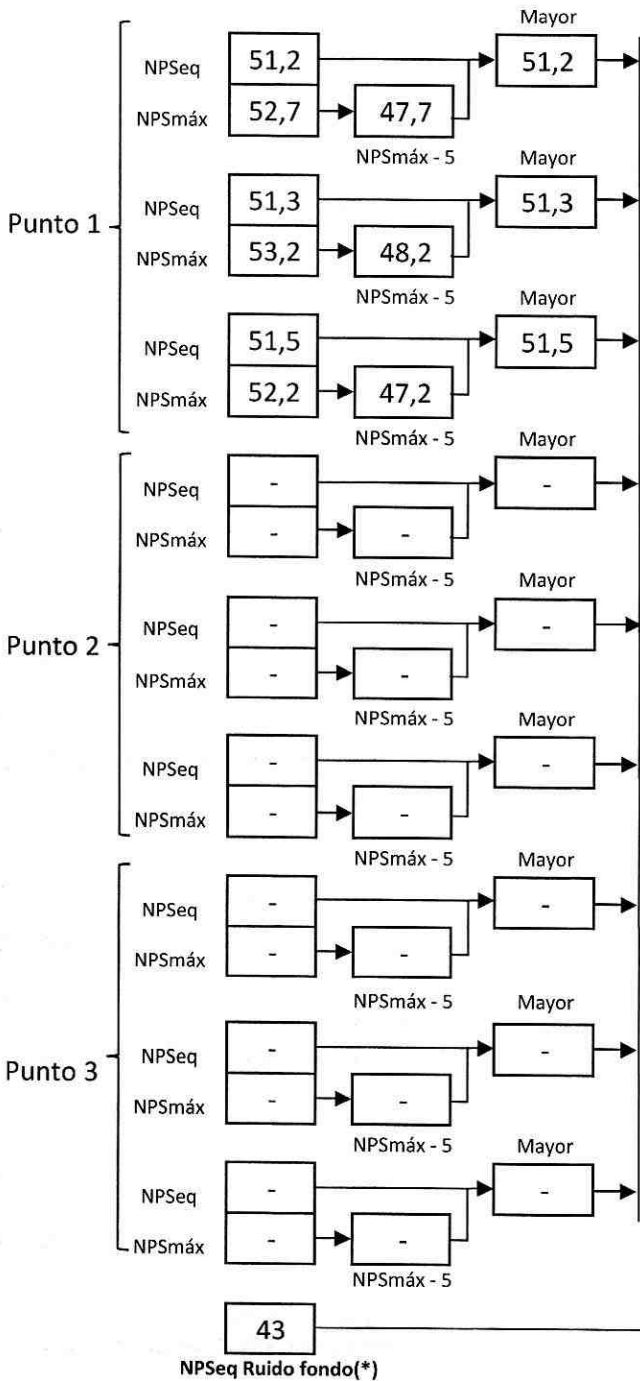 Mayor
NPSeq 51,2 51,2
NPSmáx 52,7 47,7
NPSmáx - 5 Mayor
NPSeq 51,3 51,3
Punto 1
NPSmáx 53,2 48,2
NPSmáx - 5 Mayor
NPSeq 51,5 51,5
NPSmáx 52,2 47,2
NPSmáx - 5 Mayor
NPSeq - -
NPSmáx - -
NPSmáx - 5 Mayor
NPSeq - -
Punto 2
NPSmáx - -
NPSmáx - 5 Mayor
NPSeq - -
NPSmáx - -
NPSmáx - 5 Mayor
NPSeq - -
NPSmáx - -
NPSmáx - 5 Mayor
NPSeq - -
Punto 3
NPSmáx - -
NPSmáx - 5 Mayor
NPSeq - -
NPSmáx - -
NPSmáx - 5
43
NPSeq Ruido fondo(*)